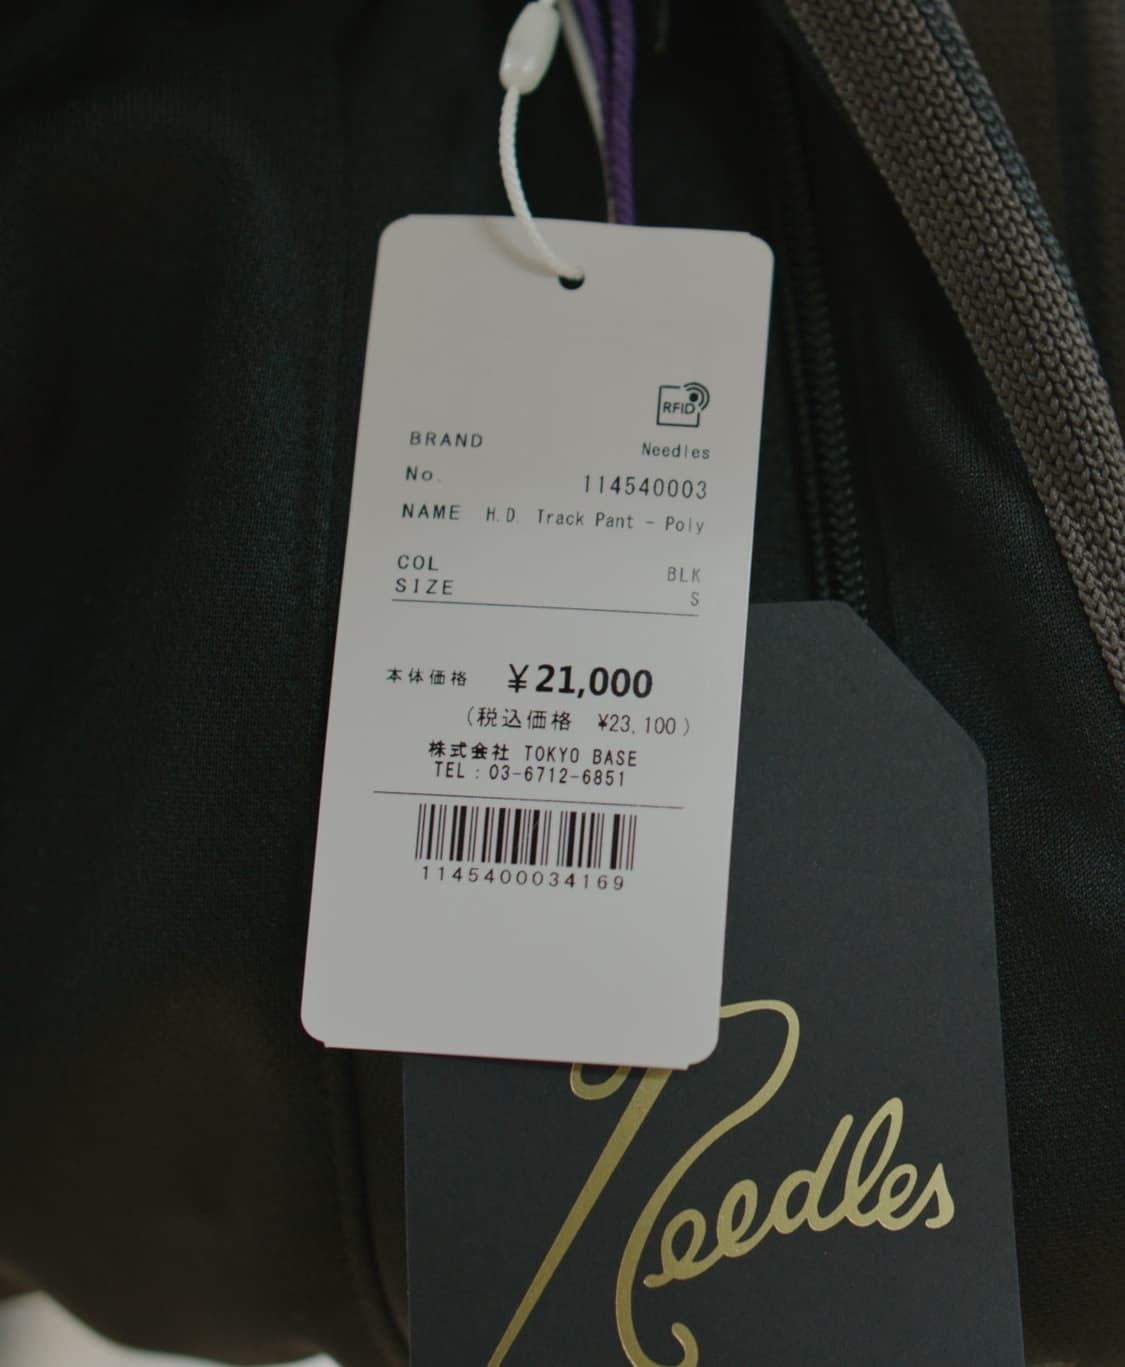 RFID
BRAND Needles
No. 114540003
NAME H.D. Track Pant - Poly
COL BLK
SIZE S
本体価格 ¥21,000
(税込価格 ¥23,100)
株式会社 TOKYO BASE
TEL : 03-6712-6851
1145400034169
Needles